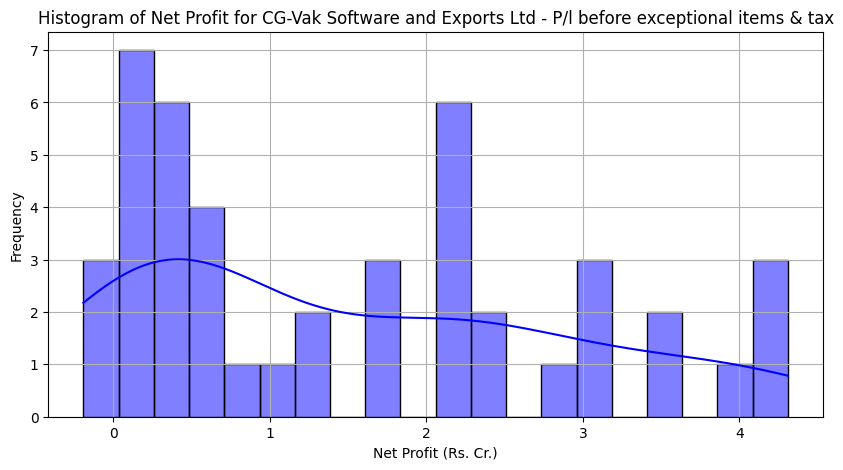 Histogram of Net Profit for CG-Vak Software and Exports Ltd - P/l before exceptional items & tax
7
6
5
4
3
2
1
0
Frequency
0 1 2 3 4
Net Profit (Rs. Cr.)